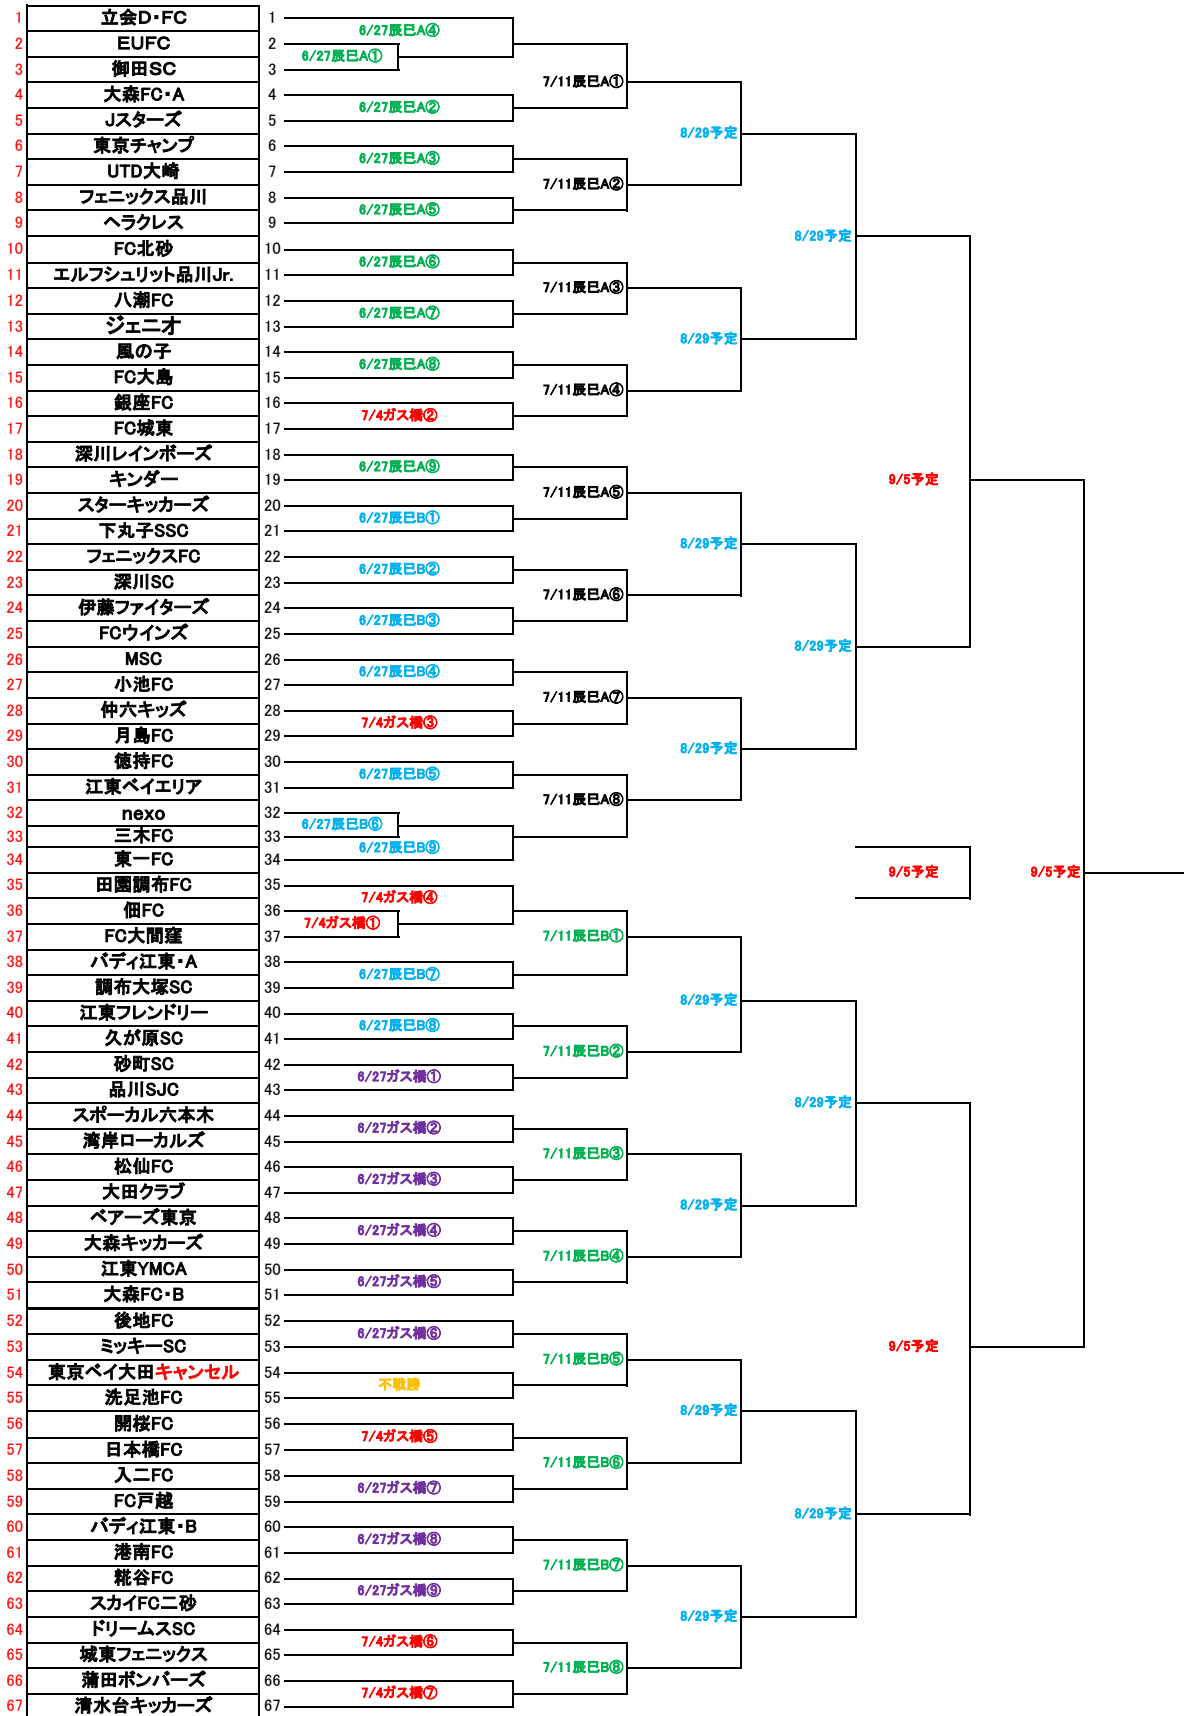 1 立会D・FC 1
6/27辰巳A④
2 EUFC 2
6/27辰巳A①
3 御田SC 3
7/11辰巳A①
4 大森FC・A 4
6/27辰巳A②
5 Jスターズ 5
8/29予定
6 東京チャンプ 6
6/27辰巳A③
7 UTD大崎 7
7/11辰巳A②
8 フェニックス品川 8
6/27辰巳A⑤
9 ヘラクレス 9
8/29予定
10 FC北砂 10
6/27辰巳A⑥
11 エルフシュリット品川Jr. 11
7/11辰巳A③
12 八潮FC 12
6/27辰巳A⑦
13 ジェニオ 13
8/29予定
14 風の子 14
6/27辰巳A⑧
15 FC大島 15
7/11辰巳A④
16 銀座FC 16
7/4ガス橋②
17 FC城東 17
18 深川レインボーズ 18
6/27辰巳A⑨
19 キンダー 19
9/5予定
7/11辰巳A⑤
20 スターキッカーズ 20
6/27辰巳B①
21 下丸子SSC 21
8/29予定
22 フェニックスFC 22
6/27辰巳B②
23 深川SC 23
7/11辰巳A⑥
24 伊藤ファイターズ 24
6/27辰巳B③
25 FCウインズ 25
8/29予定
26 MSC 26
6/27辰巳B④
27 小池FC 27
7/11辰巳A⑦
28 仲六キッズ 28
7/4ガス橋③
29 月島FC 29
8/29予定
30 徳持FC 30
6/27辰巳B⑤
31 江東ベイエリア 31
7/11辰巳A⑧
32 nexo 32
6/27辰巳B⑥
33 三木FC 33
6/27辰巳B⑨
34 東一FC 34
9/5予定 9/5予定
35 田園調布FC 35
7/4ガス橋④
36 佃FC 36
7/4ガス橋①
37 FC大間窪 37
7/11辰巳B①
38 バディ江東・A 38
6/27辰巳B⑦
39 調布大塚SC 39
8/29予定
40 江東フレンドリー 40
6/27辰巳B⑧
41 久が原SC 41
7/11辰巳B②
42 砂町SC 42
6/27ガス橋①
43 品川SJC 43
8/29予定
44 スポーカル六本木 44
6/27ガス橋②
45 湾岸ローカルズ 45
7/11辰巳B③
46 松仙FC 46
6/27ガス橋③
47 大田クラブ 47
8/29予定
48 ベアーズ東京 48
6/27ガス橋④
49 大森キッカーズ 49
7/11辰巳B④
50 江東YMCA 50
6/27ガス橋⑤
51 大森FC・B 51
52 後地FC 52
6/27ガス橋⑥
53 ミッキーSC 53
9/5予定
7/11辰巳B⑤
54 東京ベイ大田キャンセル 54
不戦勝
55 洗足池FC 55
8/29予定
56 開桜FC 56
7/4ガス橋⑤
57 日本橋FC 57
7/11辰巳B⑥
58 入二FC 58
6/27ガス橋⑦
59 FC戸越 59
8/29予定
60 バディ江東・B 60
6/27ガス橋⑧
61 港南FC 61
7/11辰巳B⑦
62 糀谷FC 62
6/27ガス橋⑨
63 スカイFC二砂 63
8/29予定
64 ドリームスSC 64
7/4ガス橋⑥
65 城東フェニックス 65
7/11辰巳B⑧
66 蒲田ボンバーズ 66
7/4ガス橋⑦
67 清水台キッカーズ 67